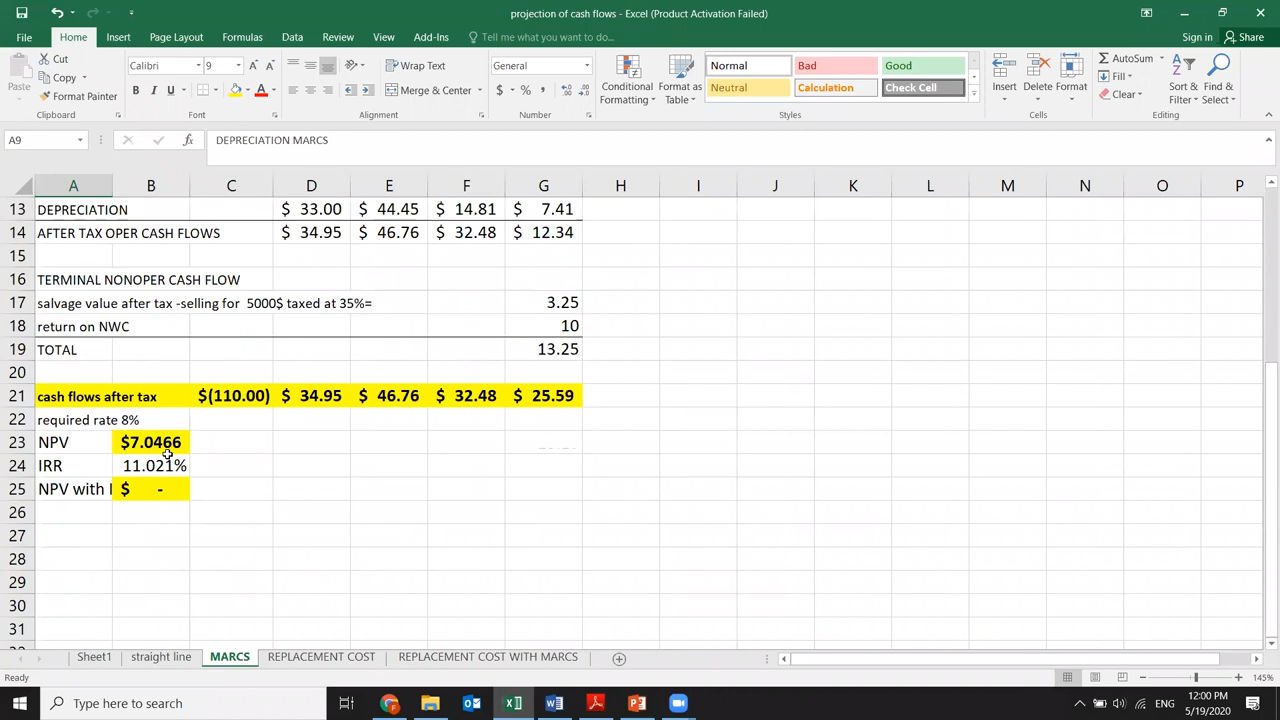 projection of cash flows - Excel (Product Activation Failed)
File Home Insert Page Layout Formulas Data Review View Add-Ins Tell me what you want to do... Sign in Share
Paste Cut Copy Format Painter Clipboard
Calibri 9 B I U A Font
Wrap Text Merge & Center Alignment
General $ % , Number
Conditional Formatting Format as Table
Normal Bad Good
Neutral Calculation Check Cell
Styles
Insert Delete Format Cells
AutoSum Fill Clear Sort & Filter Find & Select Editing
A9 fx DEPRECIATION MARCS
A B C D E F G H I J K L M N O P
13 DEPRECIATION $ 33.00 $ 44.45 $ 14.81 $ 7.41
14 AFTER TAX OPER CASH FLOWS $ 34.95 $ 46.76 $ 32.48 $ 12.34
15
16 TERMINAL NONOPER CASH FLOW
17 salvage value after tax -selling for 5000$ taxed at 35%= 3.25
18 return on NWC 10
19 TOTAL 13.25
20
21 cash flows after tax $(110.00) $ 34.95 $ 46.76 $ 32.48 $ 25.59
22 required rate 8%
23 NPV $7.0466
24 IRR 11.021%
25 NPV with $ -
26
27
28
29
30
31
Sheet1 straight line MARCS REPLACEMENT COST REPLACEMENT COST WITH MARCS
Ready 145%
Type here to search ENG 12:00 PM
5/19/2020